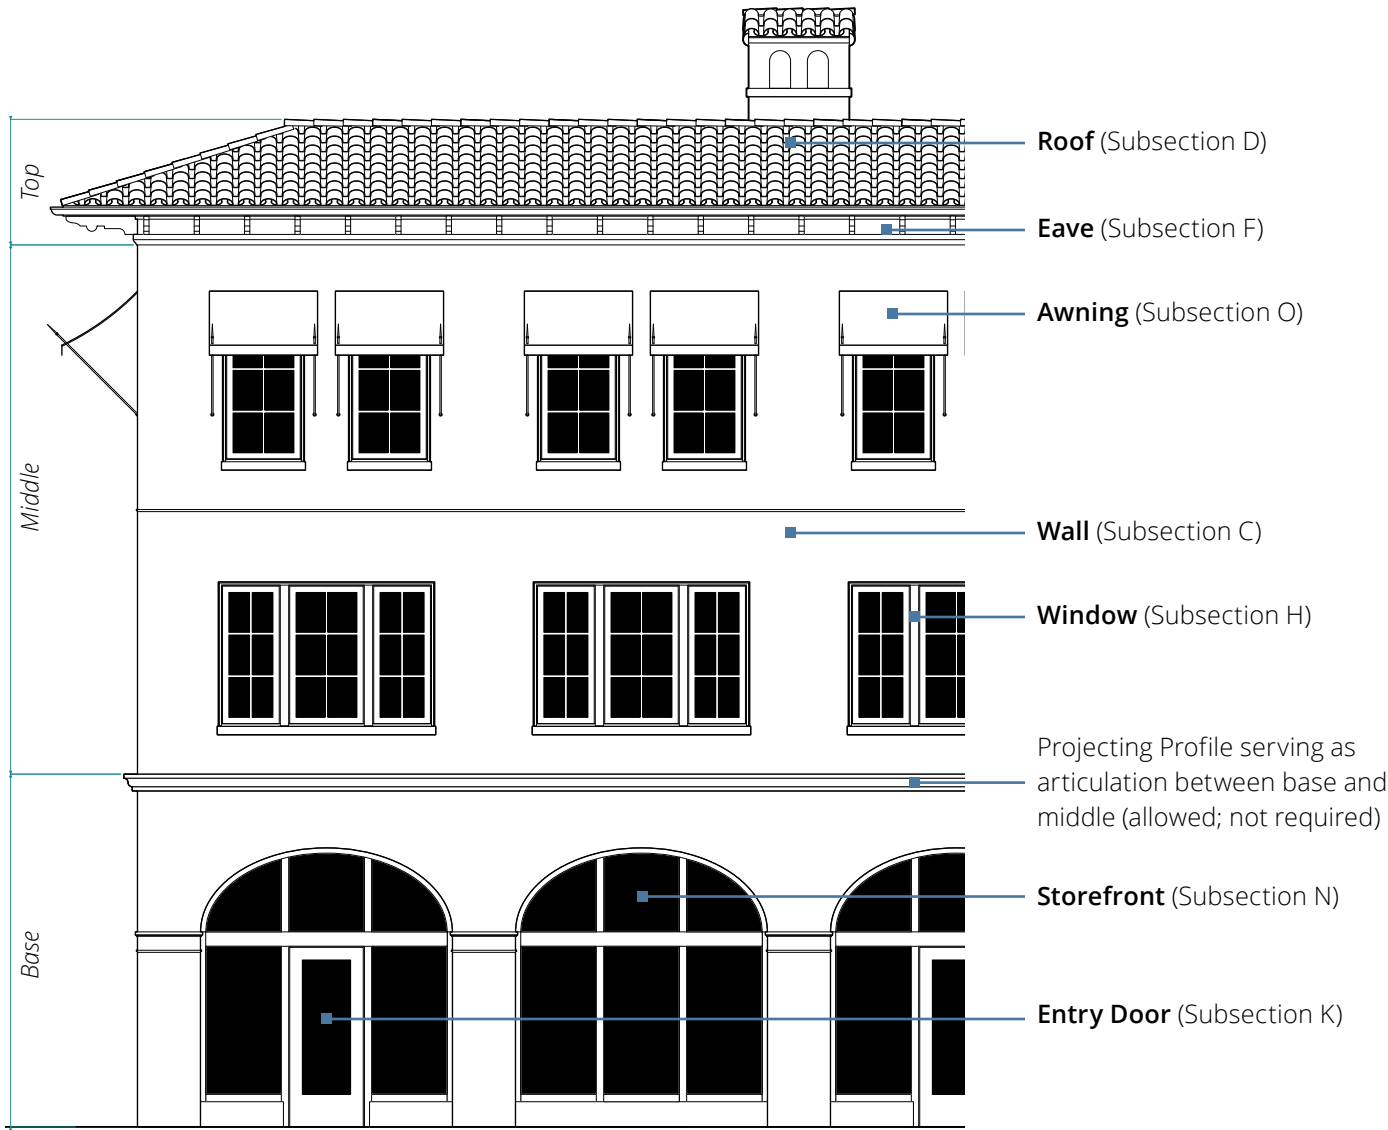 Top
Middle
Base
Roof (Subsection D)
Eave (Subsection F)
Awning (Subsection O)
Wall (Subsection C)
Window (Subsection H)
Projecting Profile serving as
articulation between base and
middle (allowed; not required)
Storefront (Subsection N)
Entry Door (Subsection K)